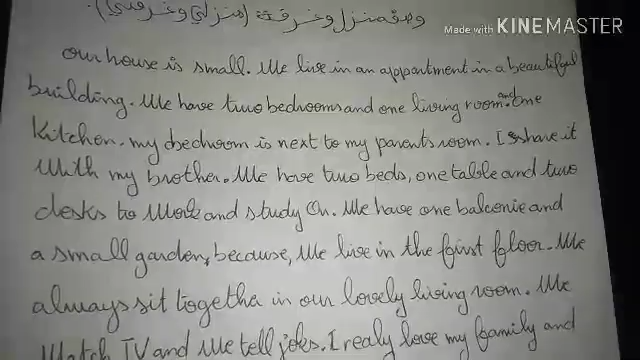 وصف منزل وغرفة (منزلي وغرفتي).
Made with KINEMASTER
Our house is small. We live in an appartment in a beautiful
building. We have two bedrooms and one living room. and one
Kitchen. my bedroom is next to my parents room. I share it
With my brother. We have two beds, one table and two
desks to Work and study On. We have one balconie and
a small garden, because, We live in the first floor. We
always sit together in our lovely living room. We
Watch TV and We tell jokes. I realy love my family and